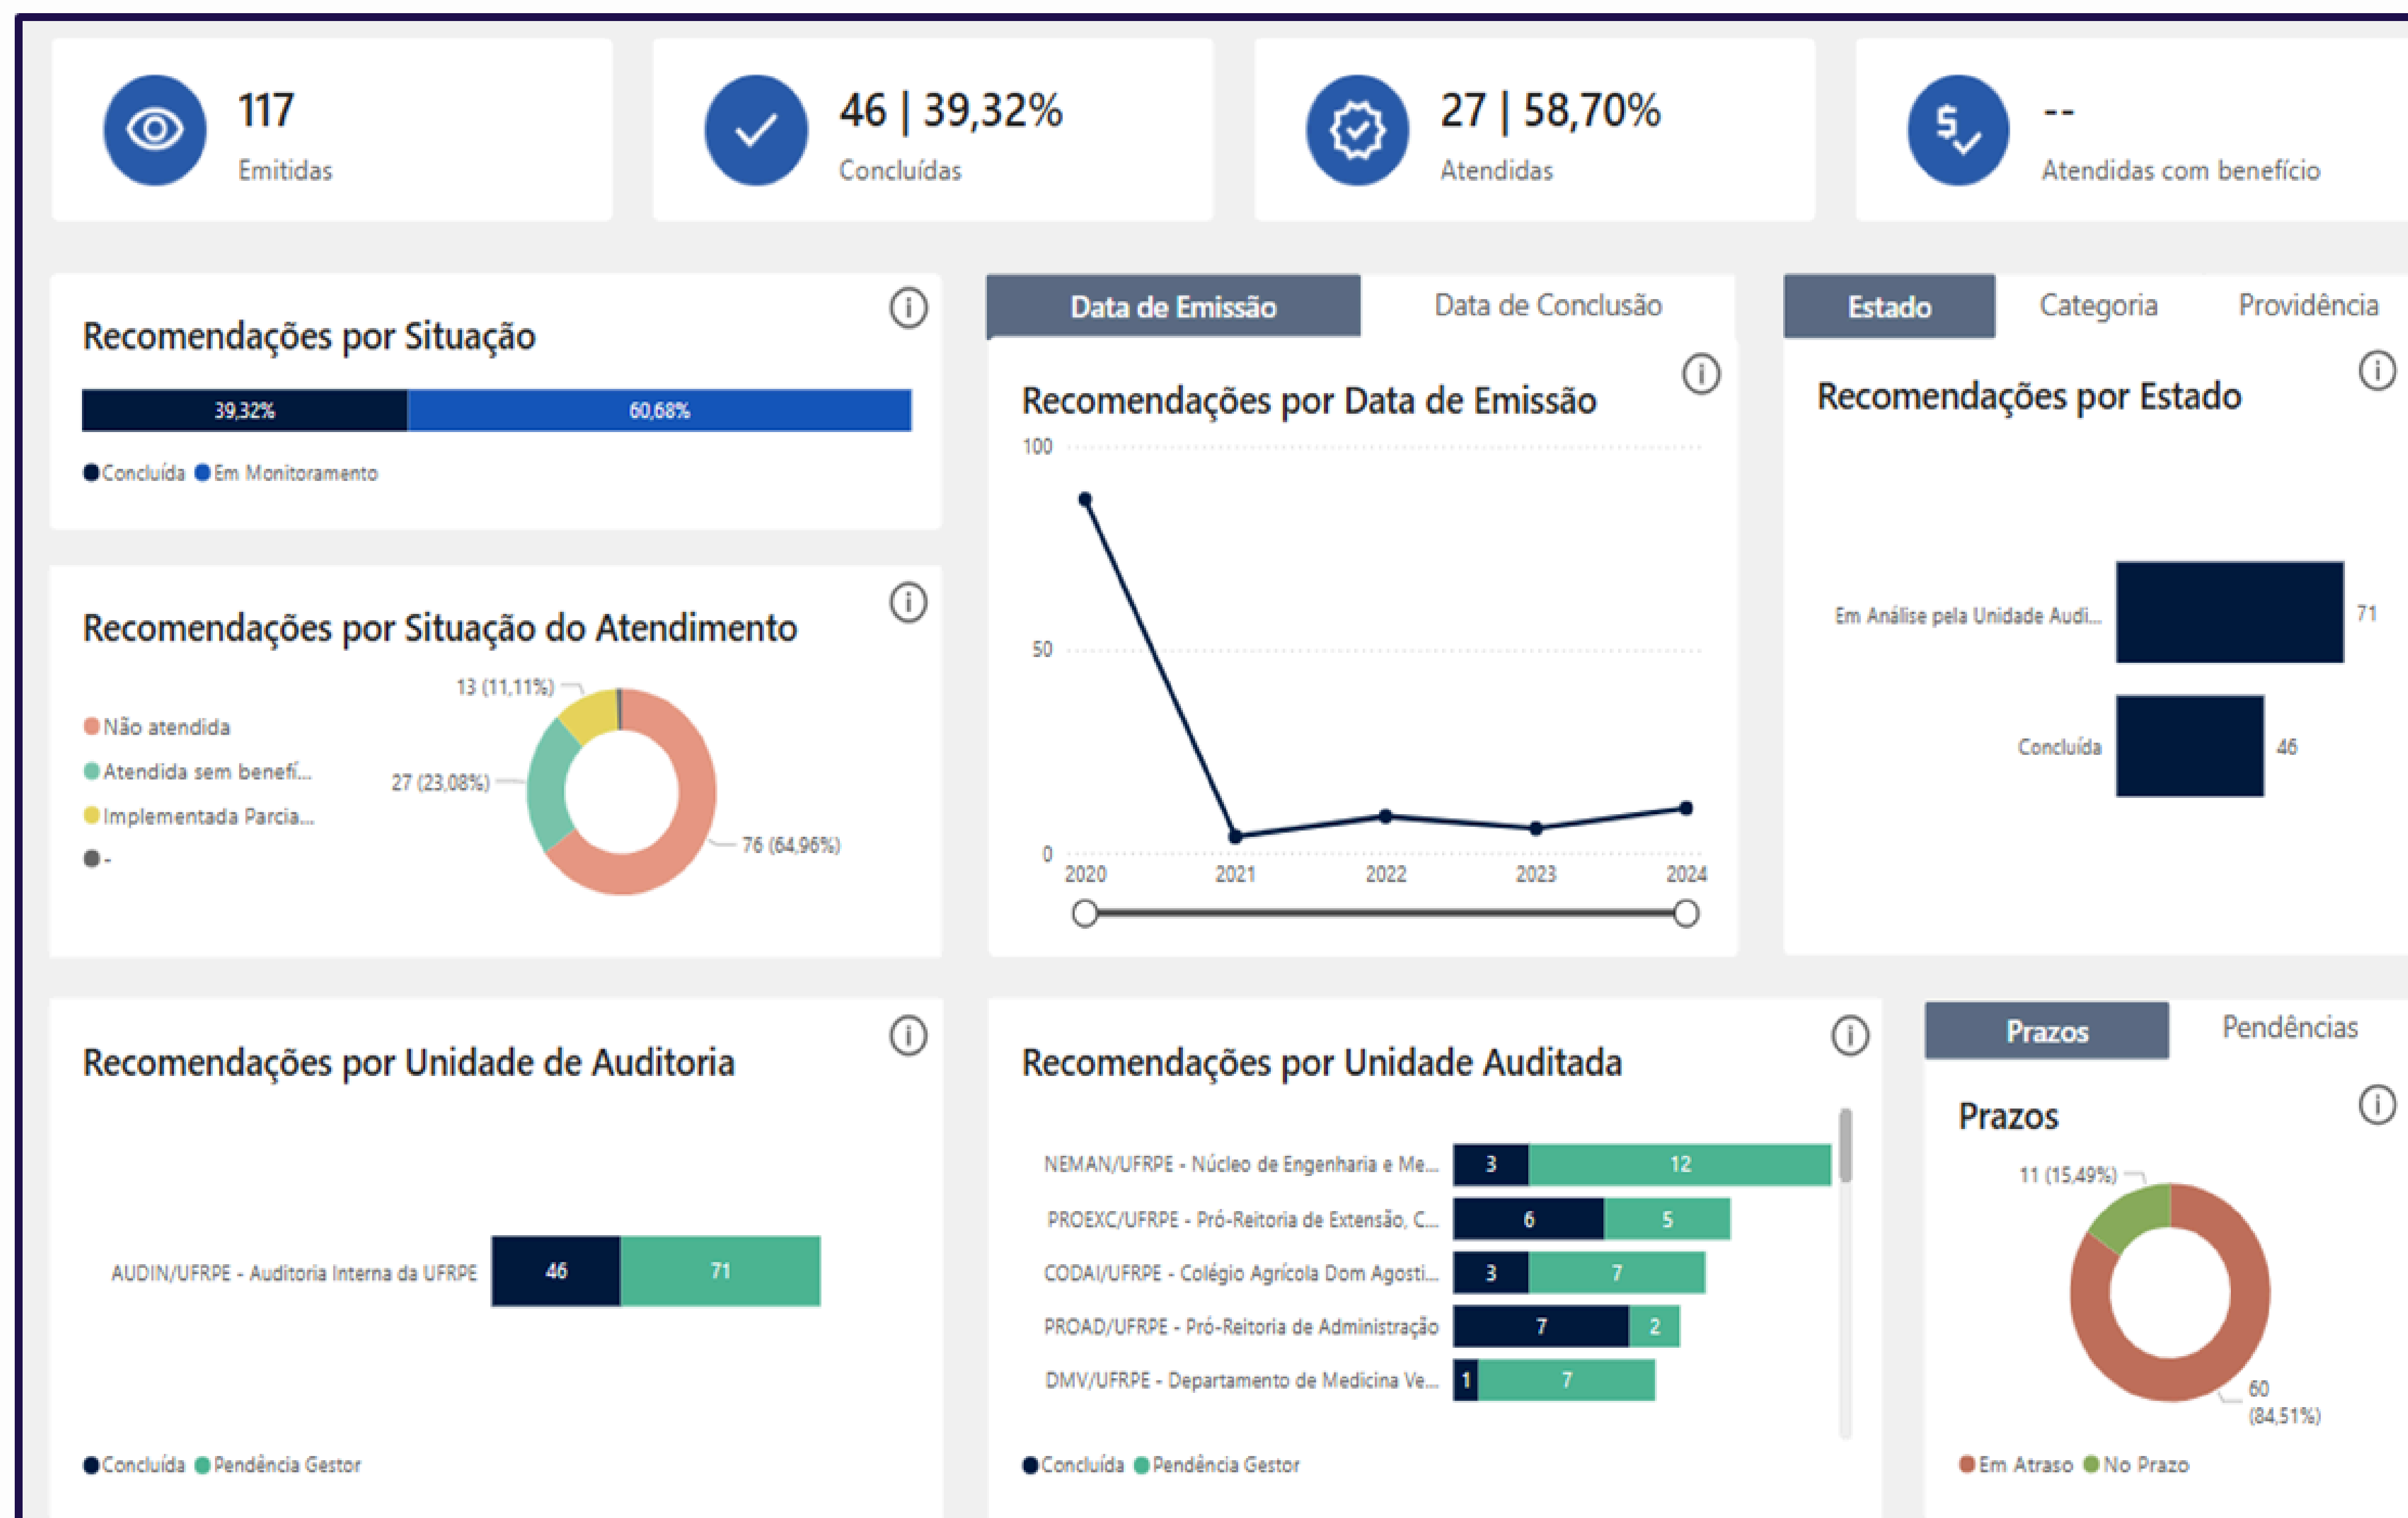 117
Emitidas
46 | 39,32%
Concluídas
27 | 58,70%
Atendidas
--
Atendidas com benefício
Recomendações por Situação
39,32% 60,68%
Concluída Em Monitoramento
Recomendações por Situação do Atendimento
13 (11,11%)
Não atendida
Atendida sem benefí...
27 (23,08%)
Implementada Parcia...
76 (64,96%)
-
Data de Emissão Data de Conclusão
Recomendações por Data de Emissão
100
50
0
2020 2021 2022 2023 2024
Estado Categoria Providência
Recomendações por Estado
Em Análise pela Unidade Audi... 71
Concluída 46
Recomendações por Unidade de Auditoria
AUDIN/UFRPE - Auditoria Interna da UFRPE 46 71
Concluída Pendência Gestor
Recomendações por Unidade Auditada
NEMAN/UFRPE - Núcleo de Engenharia e Me... 3 12
PROEXC/UFRPE - Pró-Reitoria de Extensão, C... 6 5
CODAI/UFRPE - Colégio Agrícola Dom Agosti... 3 7
PROAD/UFRPE - Pró-Reitoria de Administração 7 2
DMV/UFRPE - Departamento de Medicina Ve... 1 7
Concluída Pendência Gestor
Prazos Pendências
Prazos
11 (15,49%)
60
(84,51%)
Em Atraso No Prazo